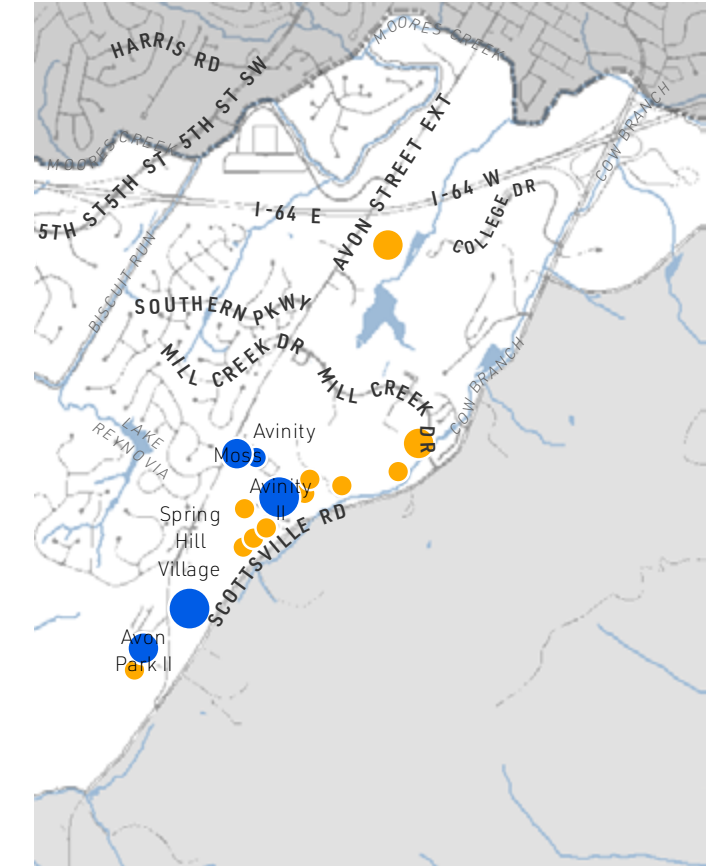 MOORES CREEK
HARRIS RD
5TH ST SW
MOORES CREEK
5TH ST
5TH ST
COW BRANCH
AVON STREET EXT
I-64 W
I-64 E
COLLEGE DR
BISCUIT RUN
SOUTHERN PKWY
MILL CREEK DR
MILL CREEK DR
COW BRANCH
LAKE
REYNOVIA
Avinity
Moss
Avinity
II
Spring
Hill
Village
SCOTTSVILLE RD
Avon
Park II